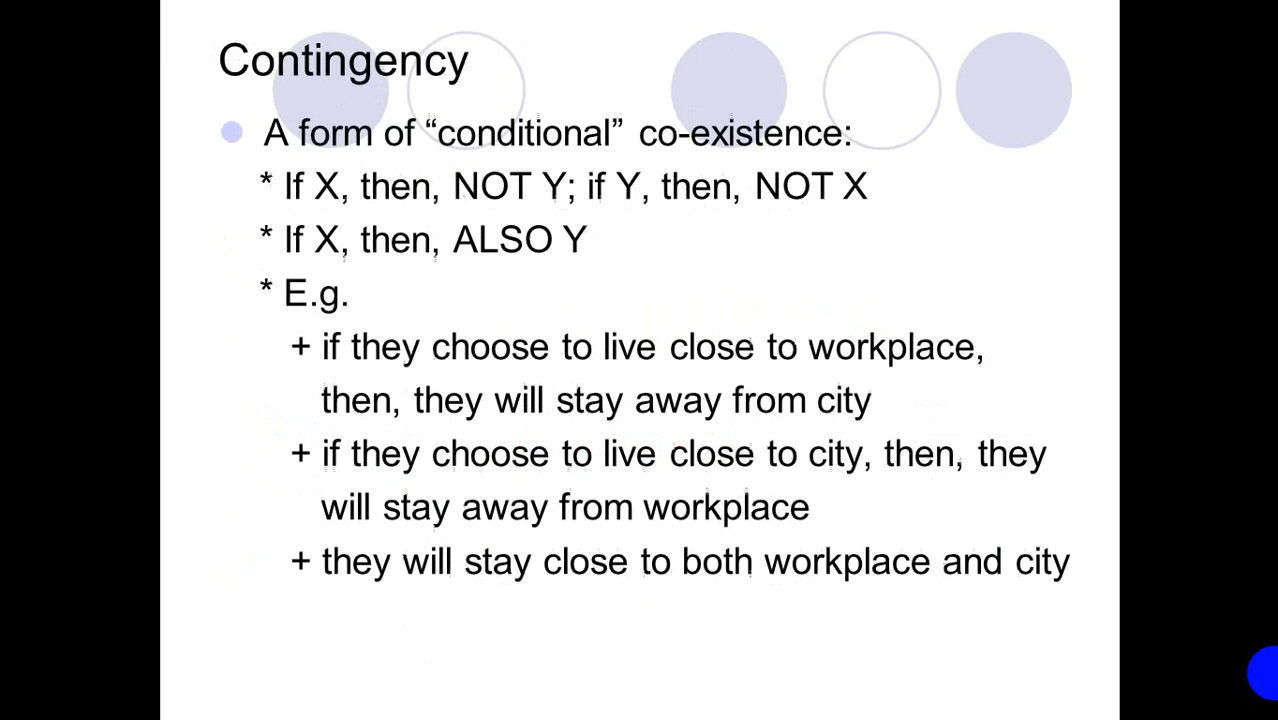 Contingency
A form of “conditional” co-existence:
* If X, then, NOT Y; if Y, then, NOT X
* If X, then, ALSO Y
* E.g.
+ if they choose to live close to workplace,
then, they will stay away from city
+ if they choose to live close to city, then, they
will stay away from workplace
+ they will stay close to both workplace and city